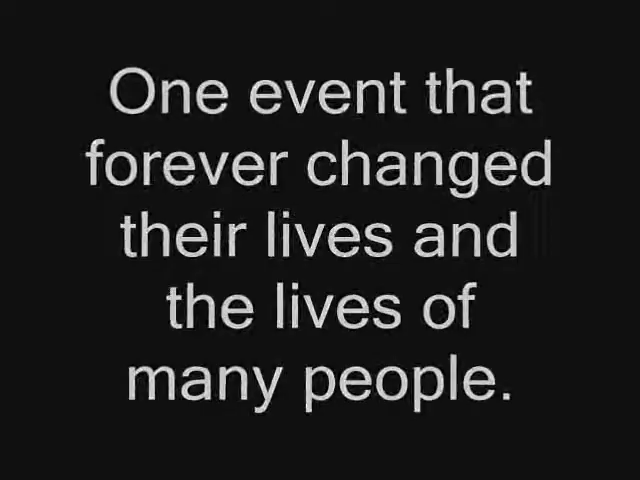 One event that
forever changed
their lives and
the lives of
many people.